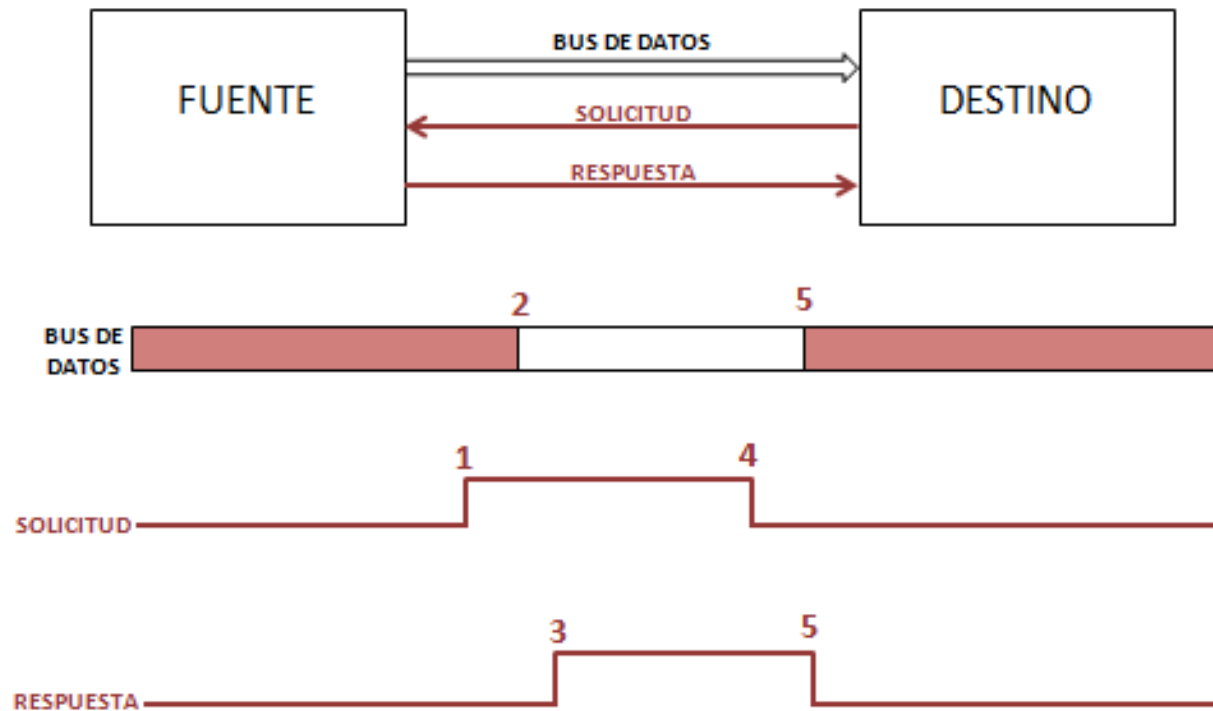 BUS DE DATOS
FUENTE
DESTINO
SOLICITUD
RESPUESTA
2
5
BUS DE
DATOS
1
4
SOLICITUD
3
5
RESPUESTA